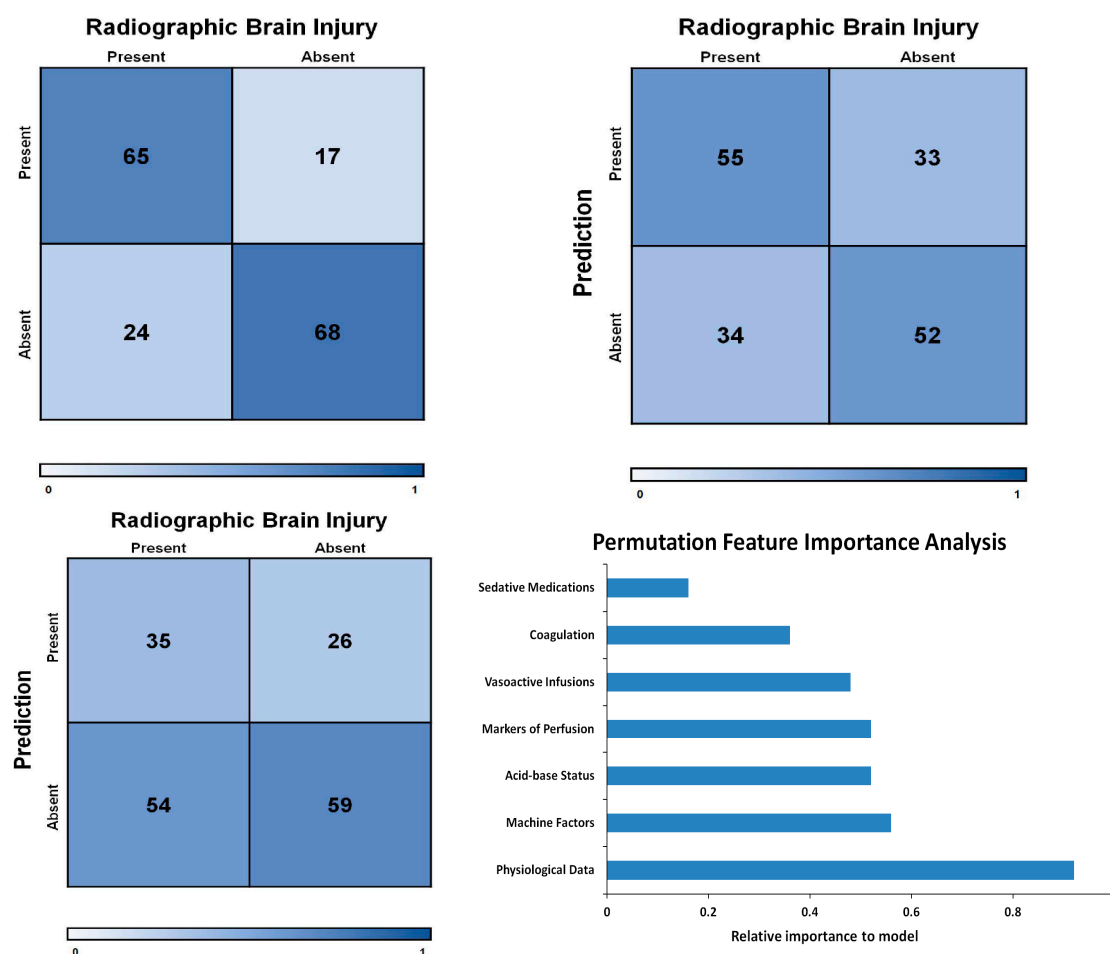 Radiographic Brain Injury
Present Absent
Present
65 17
Absent
24 68
0 1
Radiographic Brain Injury
Present Absent
Prediction
Present
55 33
Absent
34 52
0 1
Radiographic Brain Injury
Present Absent
Prediction
Present
35 26
Absent
54 59
0 1
Permutation Feature Importance Analysis
Sedative Medications
Coagulation
Vasoactive Infusions
Markers of Perfusion
Acid-base Status
Machine Factors
Physiological Data
0 0.2 0.4 0.6 0.8
Relative importance to model